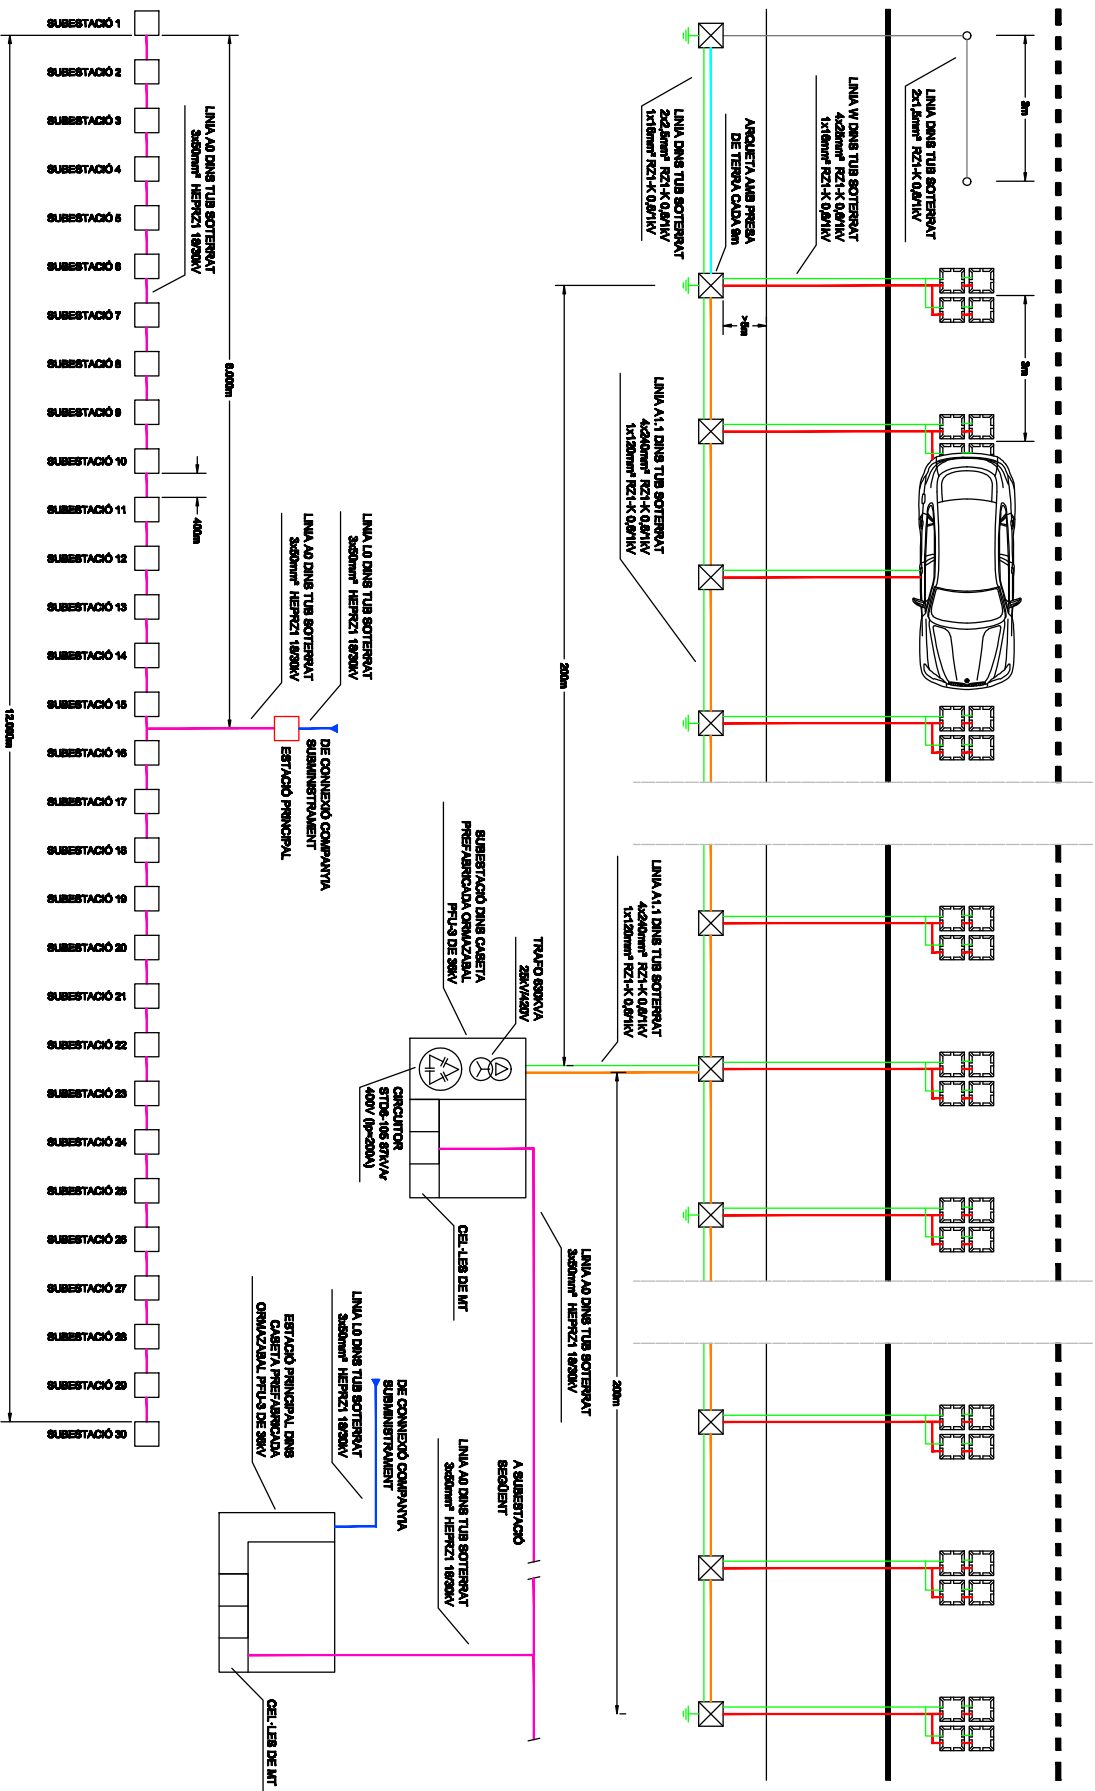 SUBESTACIÓ 1
SUBESTACIÓ 2
SUBESTACIÓ 3
SUBESTACIÓ 4
SUBESTACIÓ 5
SUBESTACIÓ 6
SUBESTACIÓ 7
SUBESTACIÓ 8
SUBESTACIÓ 9
SUBESTACIÓ 10
SUBESTACIÓ 11
SUBESTACIÓ 12
SUBESTACIÓ 13
SUBESTACIÓ 14
SUBESTACIÓ 15
SUBESTACIÓ 16
SUBESTACIÓ 17
SUBESTACIÓ 18
SUBESTACIÓ 19
SUBESTACIÓ 20
SUBESTACIÓ 21
SUBESTACIÓ 22
SUBESTACIÓ 23
SUBESTACIÓ 24
SUBESTACIÓ 25
SUBESTACIÓ 26
SUBESTACIÓ 27
SUBESTACIÓ 28
SUBESTACIÓ 29
SUBESTACIÓ 30
12.000m
6.000m
400m
LINIA A0 DINS TUB SOTERRAT
3x50mm² HEPRZ1 18/30kV
LINIA A0 DINS TUB SOTERRAT
3x50mm² HEPRZ1 18/30kV
LINIA L0 DINS TUB SOTERRAT
3x50mm² HEPRZ1 18/30kV
DE CONNEXIÓ COMPANYIA
SUBMINISTRAMENT
ESTACIÓ PRINCIPAL
LINIA DINS TUB SOTERRAT
2x1,5mm² RZ1-K 0,6/1kV
LINIA W DINS TUB SOTERRAT
4x25mm² RZ1-K 0,6/1kV
1x16mm² RZ1-K 0,6/1kV
ARQUETA AMB PRESA
DE TERRA CADA 9m
LINIA DINS TUB SOTERRAT
2x2,5mm² RZ1-K 0,6/1kV
1x16mm² RZ1-K 0,6/1kV
3m
3m
>5m
LINIA A1.1 DINS TUB SOTERRAT
4x240mm² RZ1-K 0,6/1kV
1x120mm² RZ1-K 0,6/1kV
200m
LINIA A1.1 DINS TUB SOTERRAT
4x240mm² RZ1-K 0,6/1kV
1x120mm² RZ1-K 0,6/1kV
TRAFO 630KVA
25kV/420V
SUBESTACIÓ DINS CASETA
PREFABRICADA ORMAZABAL
PFU-3 DE 36kV
CIRCUITOR
STD6-105 87kVAr
400V (Ip=200A)
CEL·LES DE MT
200m
LINIA A0 DINS TUB SOTERRAT
3x50mm² HEPRZ1 18/30kV
A SUBESTACIÓ
SEGÜENT
LINIA A0 DINS TUB SOTERRAT
3x50mm² HEPRZ1 18/30kV
DE CONNEXIÓ COMPANYIA
SUBMINISTRAMENT
LINIA L0 DINS TUB SOTERRAT
3x50mm² HEPRZ1 18/30kV
ESTACIÓ PRINCIPAL DINS
CASETA PREFABRICADA
ORMAZABAL PFU-3 DE 36kV
CEL·LES DE MT